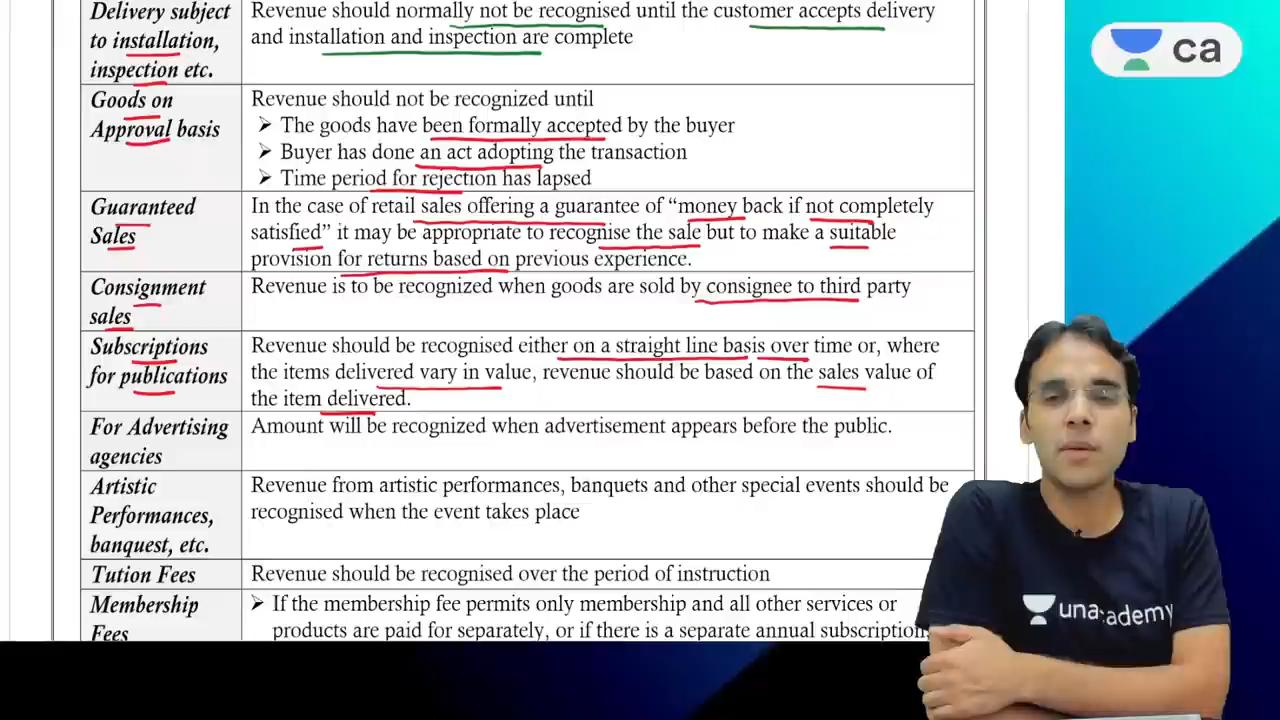 Delivery subject
to installation,
inspection etc.
Revenue should normally not be recognised until the customer accepts delivery
and installation and inspection are complete
Goods on
Approval basis
Revenue should not be recognized until
➢ The goods have been formally accepted by the buyer
➢ Buyer has done an act adopting the transaction
➢ Time period for rejection has lapsed
Guaranteed
Sales
In the case of retail sales offering a guarantee of “money back if not completely
satisfied” it may be appropriate to recognise the sale but to make a suitable
provision for returns based on previous experience.
Consignment
sales
Revenue is to be recognized when goods are sold by consignee to third party
Subscriptions
for publications
Revenue should be recognised either on a straight line basis over time or, where
the items delivered vary in value, revenue should be based on the sales value of
the item delivered.
For Advertising
agencies
Amount will be recognized when advertisement appears before the public.
Artistic
Performances,
banquest, etc.
Revenue from artistic performances, banquets and other special events should be
recognised when the event takes place
Tution Fees
Revenue should be recognised over the period of instruction
Membership
Fees
➢ If the membership fee permits only membership and all other services or
products are paid for separately, or if there is a separate annual subscription
ca
unacademy